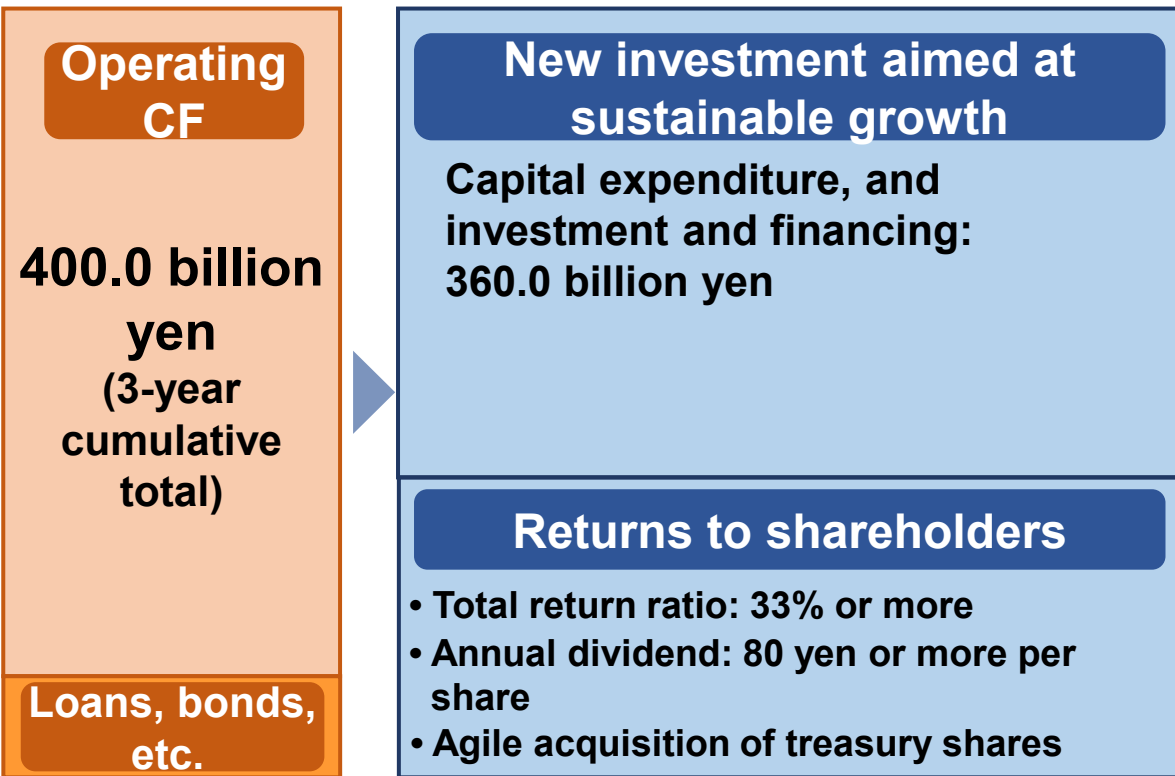 Operating
CF
400.0 billion
yen
(3-year
cumulative
total)
Loans, bonds,
etc.
New investment aimed at
sustainable growth
Capital expenditure, and
investment and financing:
360.0 billion yen
Returns to shareholders
• Total return ratio: 33% or more
• Annual dividend: 80 yen or more per
share
• Agile acquisition of treasury shares